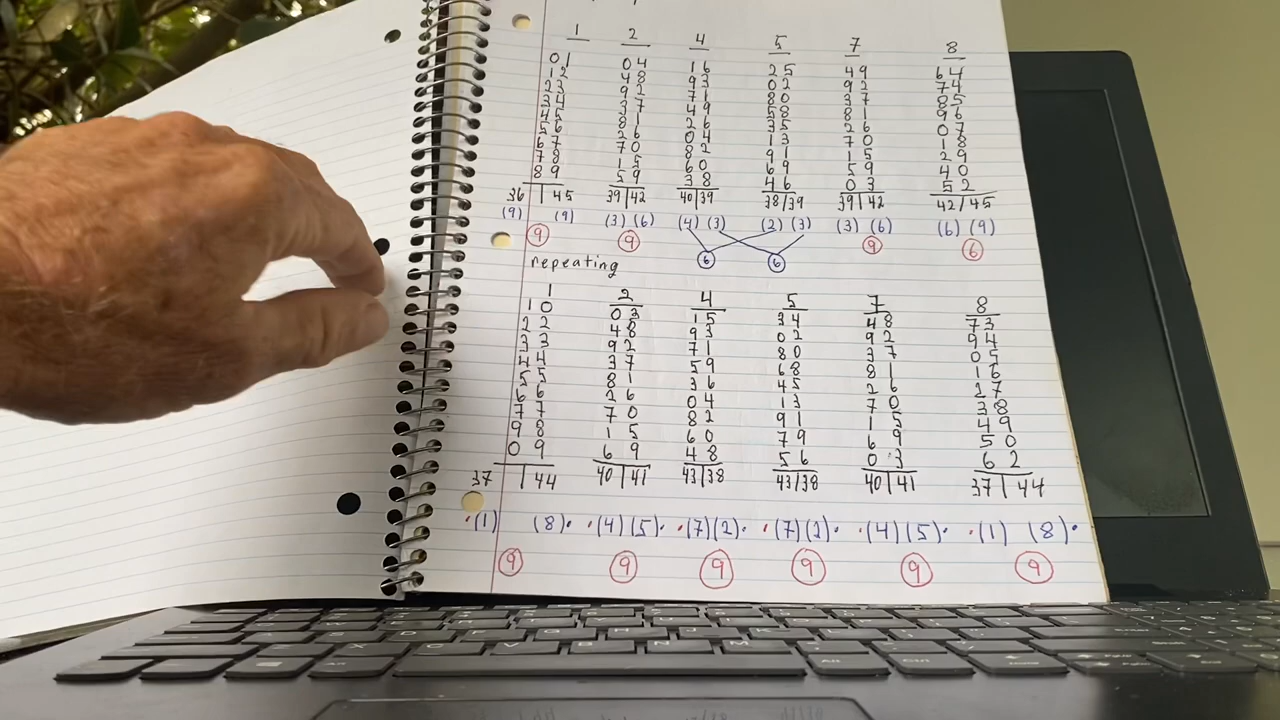 1 2 4 5 7 8
01 04 16 25 49 64
12 48 93 02 92 74
23 92 71 80 37 85
34 37 49 58 81 96
45 81 26 35 26 07
56 26 04 13 70 18
67 70 82 91 15 29
78 15 60 69 59 40
89 59 38 46 03 52
36|45 39|42 40|39 38/39 39|42 42/45
(9) (9) (3) (6) (4) (3) (2) (3) (3) (6) (6) (9)
9 9 6 6 9 6
repeating
1 2 4 5 7 8
10 03 15 34 48 73
22 48 93 02 92 94
33 92 71 80 37 05
44 37 59 68 81 16
55 81 36 45 26 27
66 26 04 13 70 38
77 70 82 91 15 49
98 15 60 79 69 50
09 69 48 56 03 62
37|44 40|41 43|38 43/38 40|41 37|44
(1) (8) (4) (5) (7) (2) (7) (2) (4) (5) (1) (8)
9 9 9 9 9 9